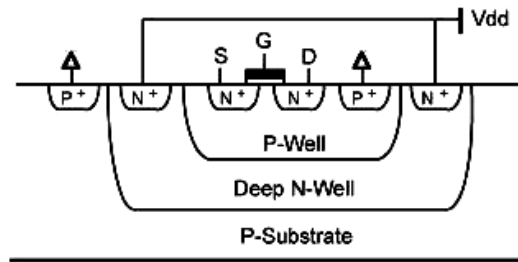 Vdd
S G D
P+ N+ N+ N+ P+ N+
P-Well
Deep N-Well
P-Substrate